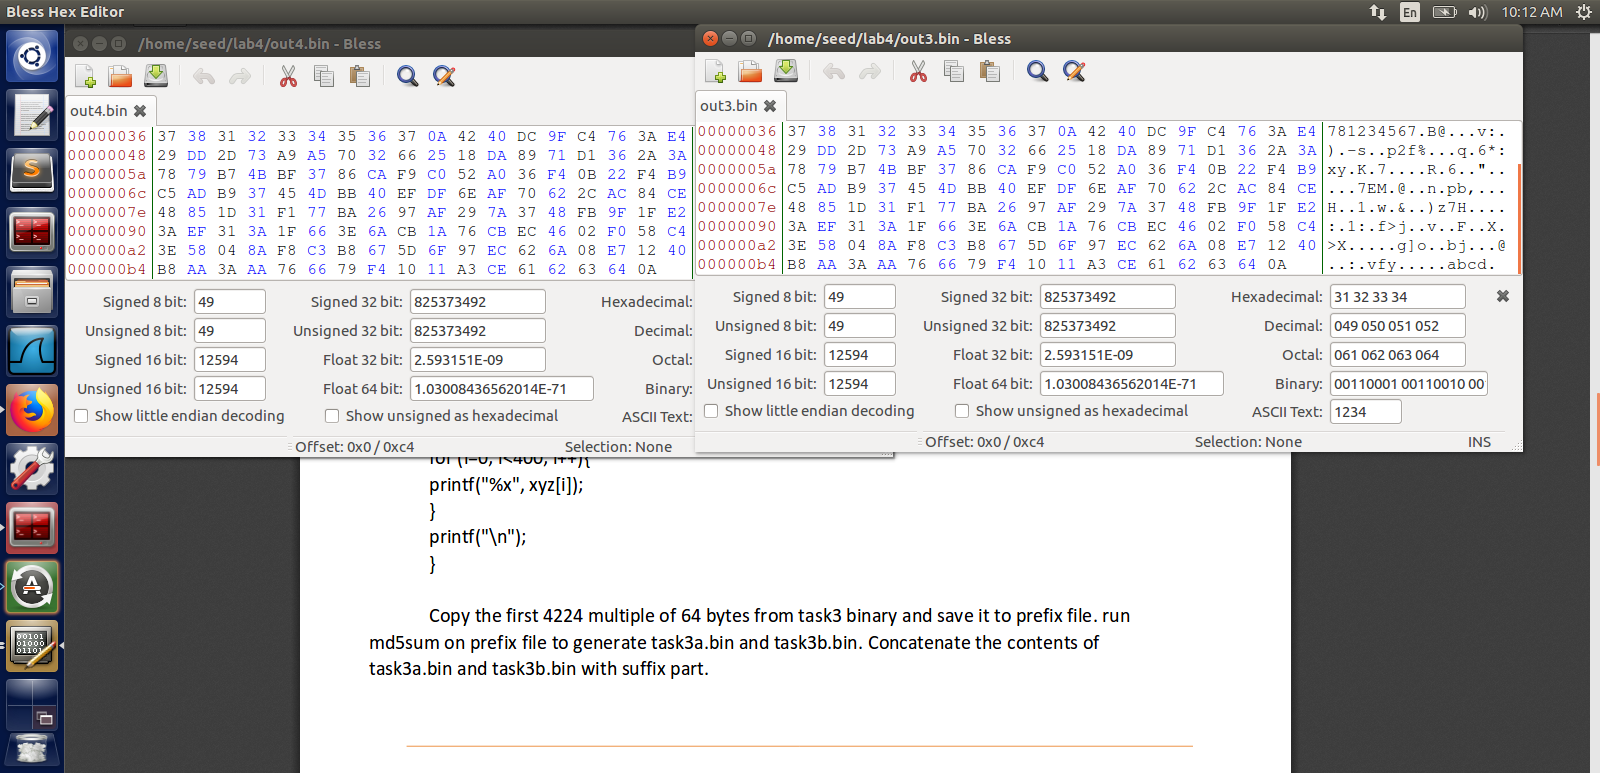 Bless Hex Editor
En
10:12 AM
/home/seed/lab4/out4.bin - Bless
out4.bin
00000036 37 38 31 32 33 34 35 36 37 0A 42 40 DC 9F C4 76 3A E4
00000048 29 DD 2D 73 A9 A5 70 32 66 25 18 DA 89 71 D1 36 2A 3A
0000005a 78 79 B7 4B BF 37 86 CA F9 C0 52 A0 36 F4 0B 22 F4 B9
0000006c C5 AD B9 37 45 4D BB 40 EF DF 6E AF 70 62 2C AC 84 CE
0000007e 48 85 1D 31 F1 77 BA 26 97 AF 29 7A 37 48 FB 9F 1F E2
00000090 3A EF 31 3A 1F 66 3E 6A CB 1A 76 CB EC 46 02 F0 58 C4
000000a2 3E 58 04 8A F8 C3 B8 67 5D 6F 97 EC 62 6A 08 E7 12 40
000000b4 B8 AA 3A AA 76 66 79 F4 10 11 A3 CE 61 62 63 64 0A
Signed 8 bit: 49 Signed 32 bit: 825373492 Hexadecimal:
Unsigned 8 bit: 49 Unsigned 32 bit: 825373492 Decimal:
Signed 16 bit: 12594 Float 32 bit: 2.593151E-09 Octal:
Unsigned 16 bit: 12594 Float 64 bit: 1.03008436562014E-71 Binary:
Show little endian decoding Show unsigned as hexadecimal ASCII Text:
Offset: 0x0 / 0xc4 Selection: None
/home/seed/lab4/out3.bin - Bless
out3.bin
00000036 37 38 31 32 33 34 35 36 37 0A 42 40 DC 9F C4 76 3A E4 781234567.B@...v:.
00000048 29 DD 2D 73 A9 A5 70 32 66 25 18 DA 89 71 D1 36 2A 3A ).-s..p2f%...q.6*:
0000005a 78 79 B7 4B BF 37 86 CA F9 C0 52 A0 36 F4 0B 22 F4 B9 xy.K.7....R.6.."..
0000006c C5 AD B9 37 45 4D BB 40 EF DF 6E AF 70 62 2C AC 84 CE ...7EM.@..n.pb,...
0000007e 48 85 1D 31 F1 77 BA 26 97 AF 29 7A 37 48 FB 9F 1F E2 H..1.w.&..)z7H....
00000090 3A EF 31 3A 1F 66 3E 6A CB 1A 76 CB EC 46 02 F0 58 C4 :.1:.f>j..v..F..X.
000000a2 3E 58 04 8A F8 C3 B8 67 5D 6F 97 EC 62 6A 08 E7 12 40 >X.....g]o..bj...@
000000b4 B8 AA 3A AA 76 66 79 F4 10 11 A3 CE 61 62 63 64 0A ..:.vfy.....abcd.
Signed 8 bit: 49 Signed 32 bit: 825373492 Hexadecimal: 31 32 33 34
Unsigned 8 bit: 49 Unsigned 32 bit: 825373492 Decimal: 049 050 051 052
Signed 16 bit: 12594 Float 32 bit: 2.593151E-09 Octal: 061 062 063 064
Unsigned 16 bit: 12594 Float 64 bit: 1.03008436562014E-71 Binary: 00110001 00110010 00
Show little endian decoding Show unsigned as hexadecimal ASCII Text: 1234
Offset: 0x0 / 0xc4 Selection: None INS
for (i=0; i<400; i++){
printf("%x", xyz[i]);
}
printf("\n");
}
Copy the first 4224 multiple of 64 bytes from task3 binary and save it to prefix file. run
md5sum on prefix file to generate task3a.bin and task3b.bin. Concatenate the contents of
task3a.bin and task3b.bin with suffix part.